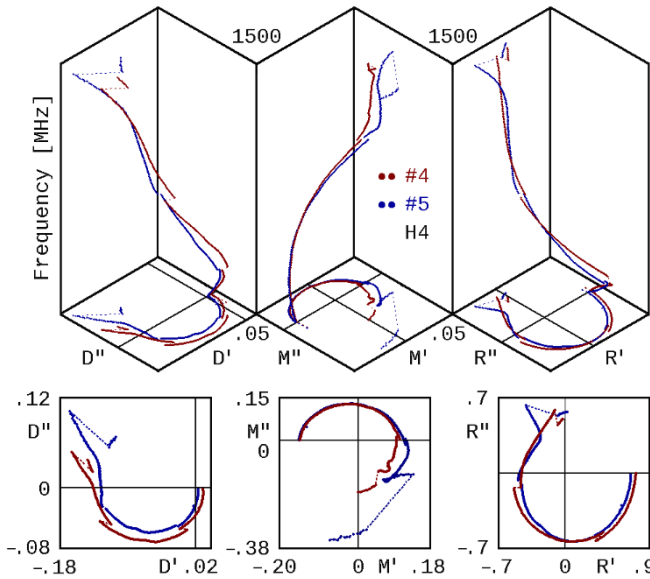 1500 1500
Frequency [MHz]
#4
#5
H4
D" D' .05 M" M' .05 R" R'
.12 .15 .7
D" M" R"
0 0
-.08 -.38 -.7
-.18 D' .02 -.20 0 M' .18 -.7 0 R' .9